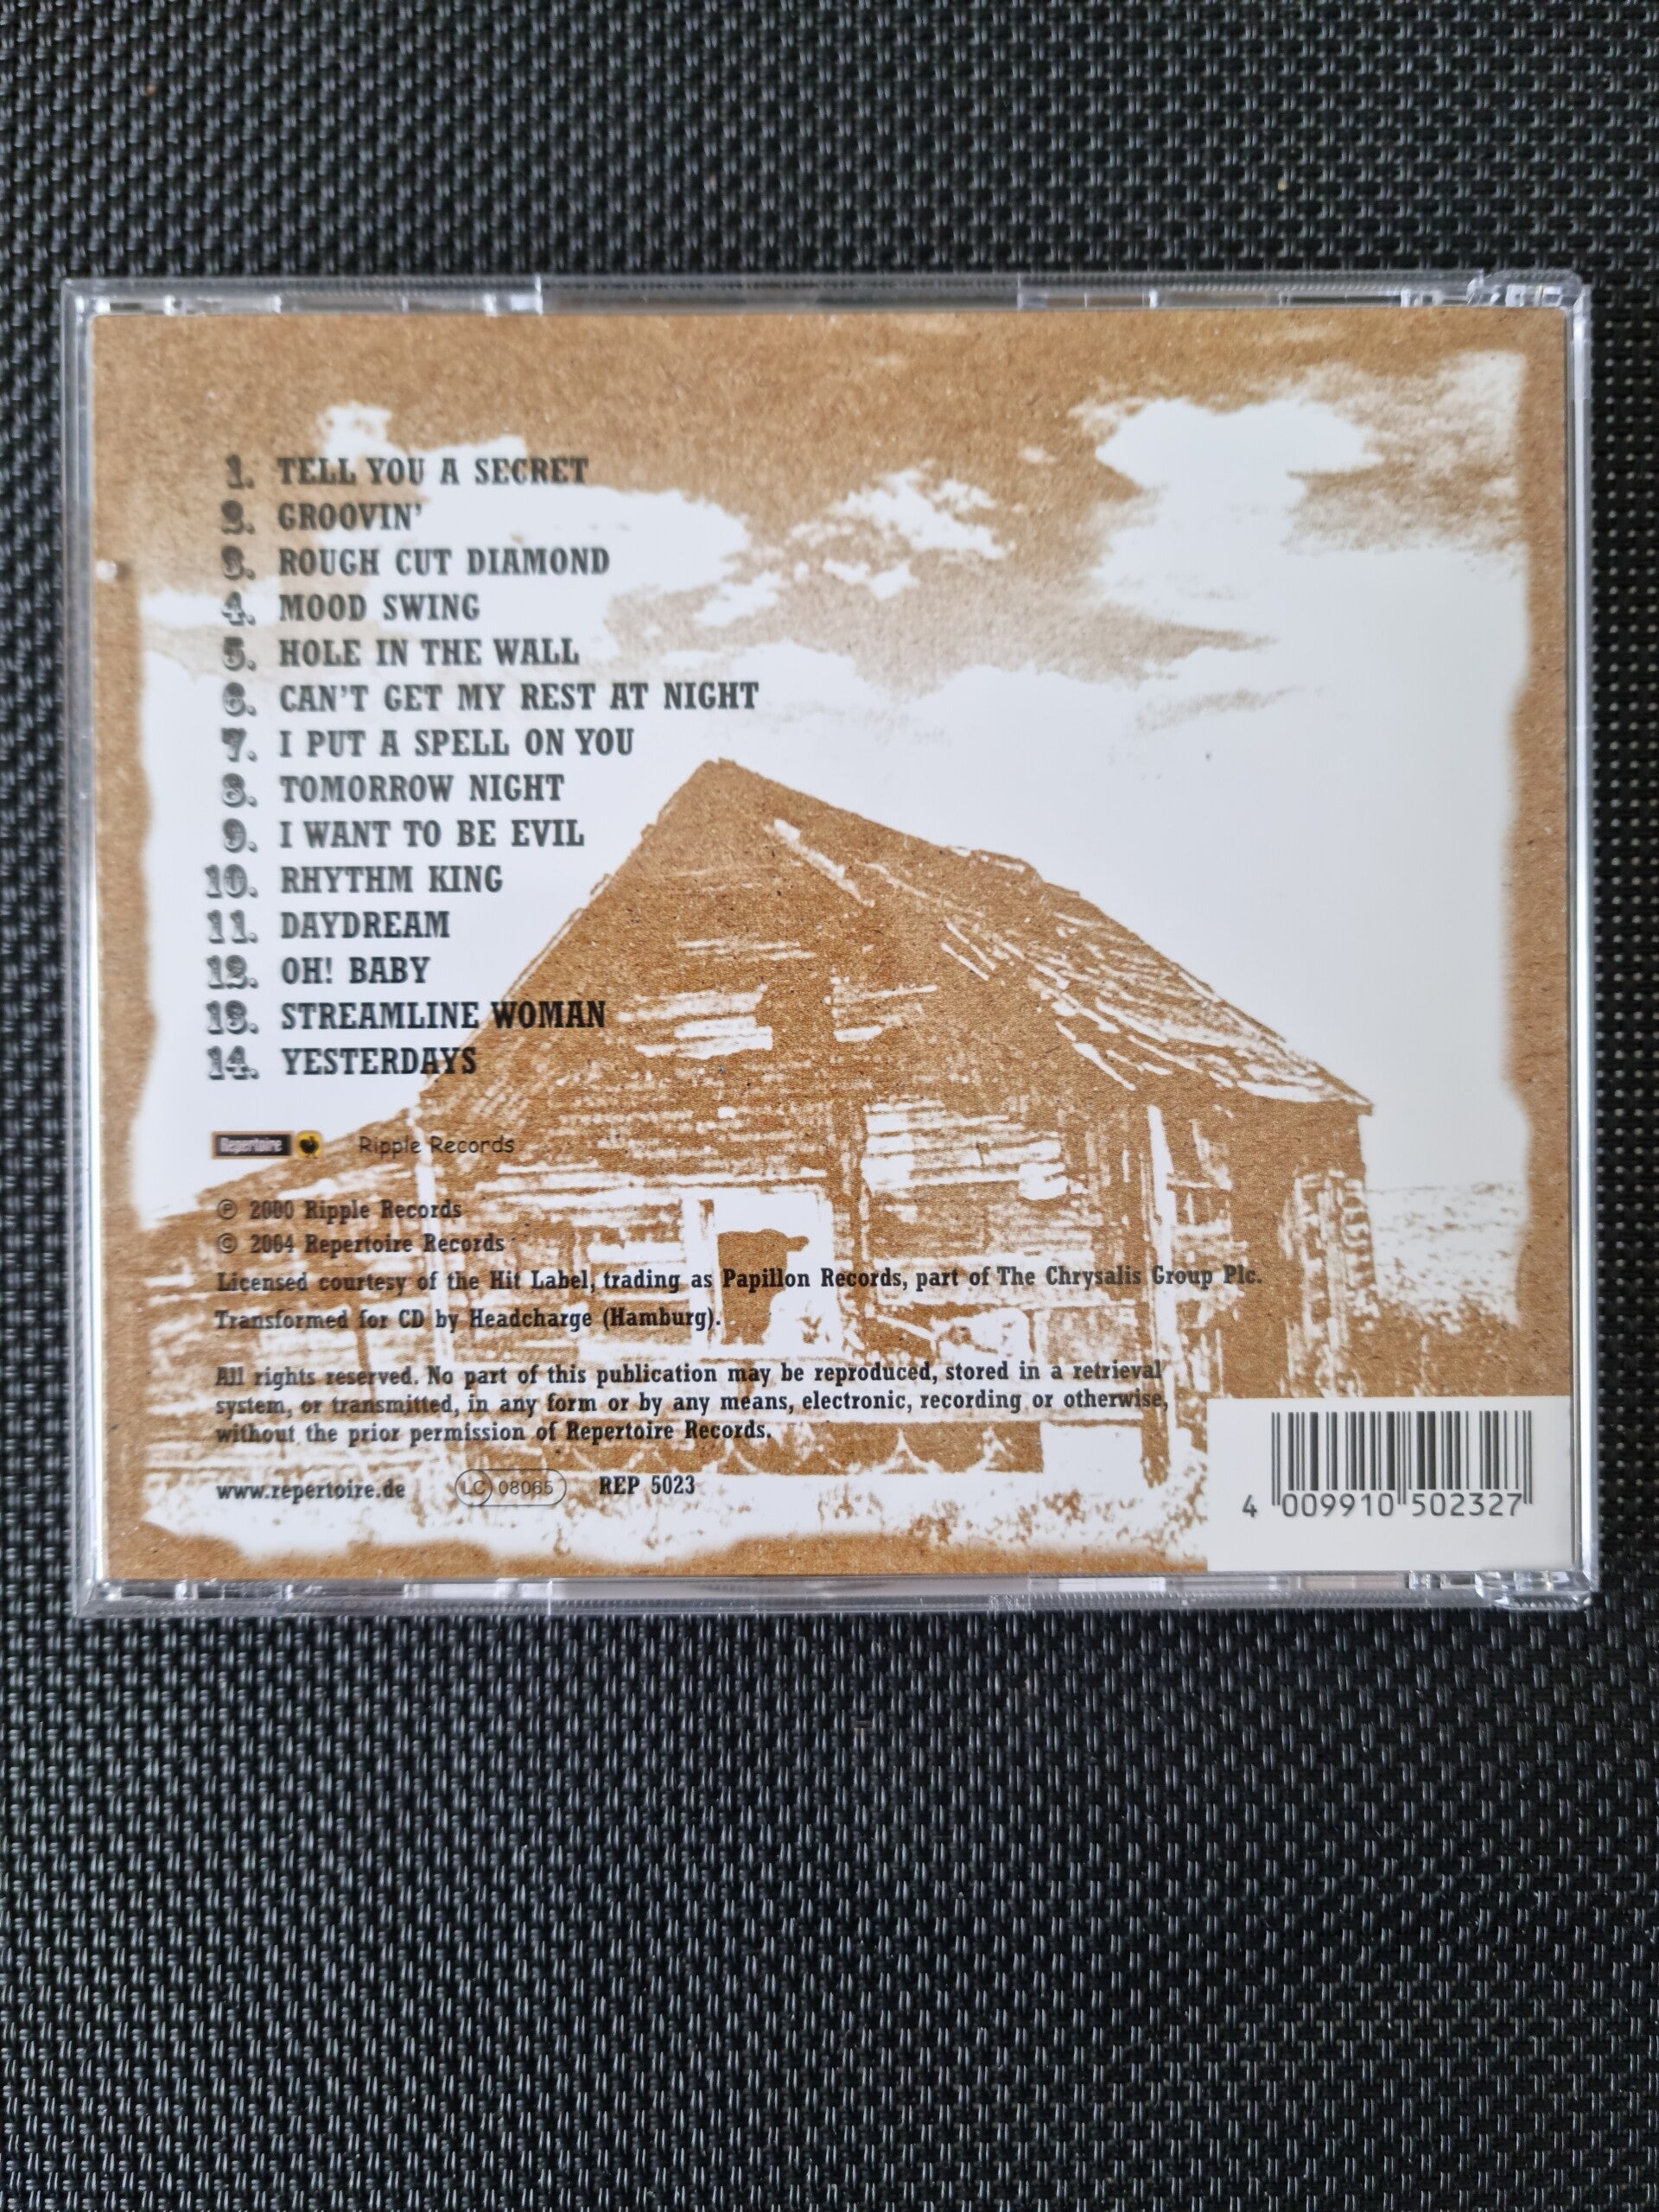 1. TELL YOU A SECRET
2. GROOVIN'
3. ROUGH CUT DIAMOND
4. MOOD SWING
5. HOLE IN THE WALL
6. CAN'T GET MY REST AT NIGHT
7. I PUT A SPELL ON YOU
8. TOMORROW NIGHT
9. I WANT TO BE EVIL
10. RHYTHM KING
11. DAYDREAM
12. OH! BABY
13. STREAMLINE WOMAN
14. YESTERDAYS
Repertoire Ripple Records
℗ 2000 Ripple Records
© 2004 Repertoire Records
Licensed courtesy of the Hit Label, trading as Papillon Records, part of The Chrysalis Group Plc.
Transformed for CD by Headcharge (Hamburg).
All rights reserved. No part of this publication may be reproduced, stored in a retrieval
system, or transmitted, in any form or by any means, electronic, recording or otherwise,
without the prior permission of Repertoire Records.
www.repertoire.de LC 08065 REP 5023
4 009910 502327